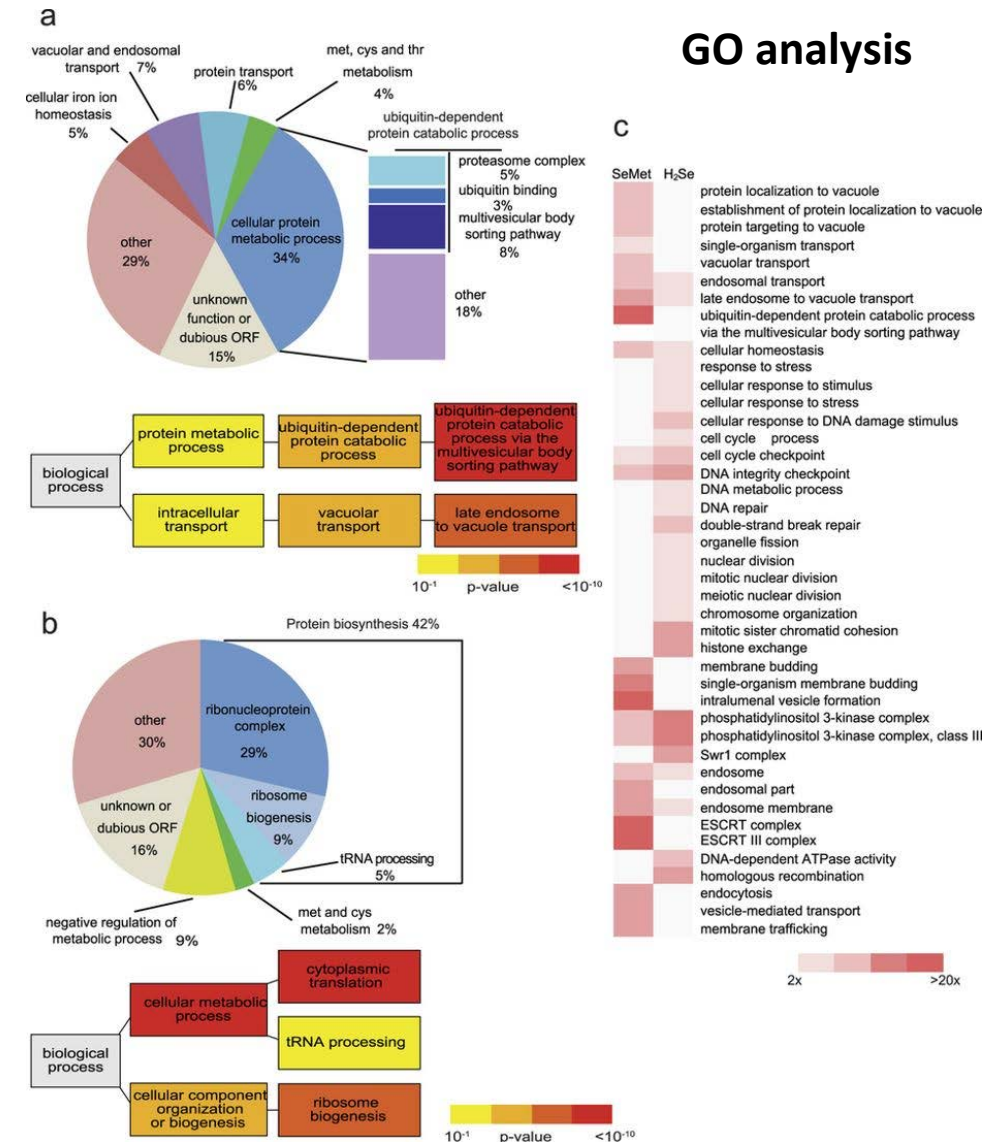 GO analysis
a
vacuolar and endosomal
transport 7%
protein transport
6%
met, cys and thr
metabolism
4%
cellular iron ion
homeostasis
5%
ubiquitin-dependent
protein catabolic process
proteasome complex
5%
ubiquitin binding
3%
multivesicular body
sorting pathway
8%
other
18%
cellular protein
metabolic process
34%
other
29%
unknown
function or
dubious ORF
15%
biological
process
protein metabolic
process
ubiquitin-dependent
protein catabolic
process
ubiquitin-dependent
protein catabolic
process via the
multivesicular body
sorting pathway
intracellular
transport
vacuolar
transport
late endosome
to vacuole transport
10⁻¹ p-value <10⁻¹⁰
b
Protein biosynthesis 42%
ribonucleoprotein
complex
29%
other
30%
ribosome
biogenesis
9%
unknown or
dubious ORF
16%
tRNA processing
5%
met and cys
metabolism 2%
negative regulation of
metabolic process 9%
biological
process
cellular metabolic
process
cytoplasmic
translation
tRNA processing
cellular component
organization
or biogenesis
ribosome
biogenesis
10⁻¹ p-value <10⁻¹⁰
c
SeMet H₂Se
protein localization to vacuole
establishment of protein localization to vacuole
protein targeting to vacuole
single-organism transport
vacuolar transport
endosomal transport
late endosome to vacuole transport
ubiquitin-dependent protein catabolic process
via the multivesicular body sorting pathway
cellular homeostasis
response to stress
cellular response to stimulus
cellular response to stress
cellular response to DNA damage stimulus
cell cycle process
cell cycle checkpoint
DNA integrity checkpoint
DNA metabolic process
DNA repair
double-strand break repair
organelle fission
nuclear division
mitotic nuclear division
meiotic nuclear division
chromosome organization
mitotic sister chromatid cohesion
histone exchange
membrane budding
single-organism membrane budding
intralumenal vesicle formation
phosphatidylinositol 3-kinase complex
phosphatidylinositol 3-kinase complex, class III
Swr1 complex
endosome
endosomal part
endosome membrane
ESCRT complex
ESCRT III complex
DNA-dependent ATPase activity
homologous recombination
endocytosis
vesicle-mediated transport
membrane trafficking
2x >20x